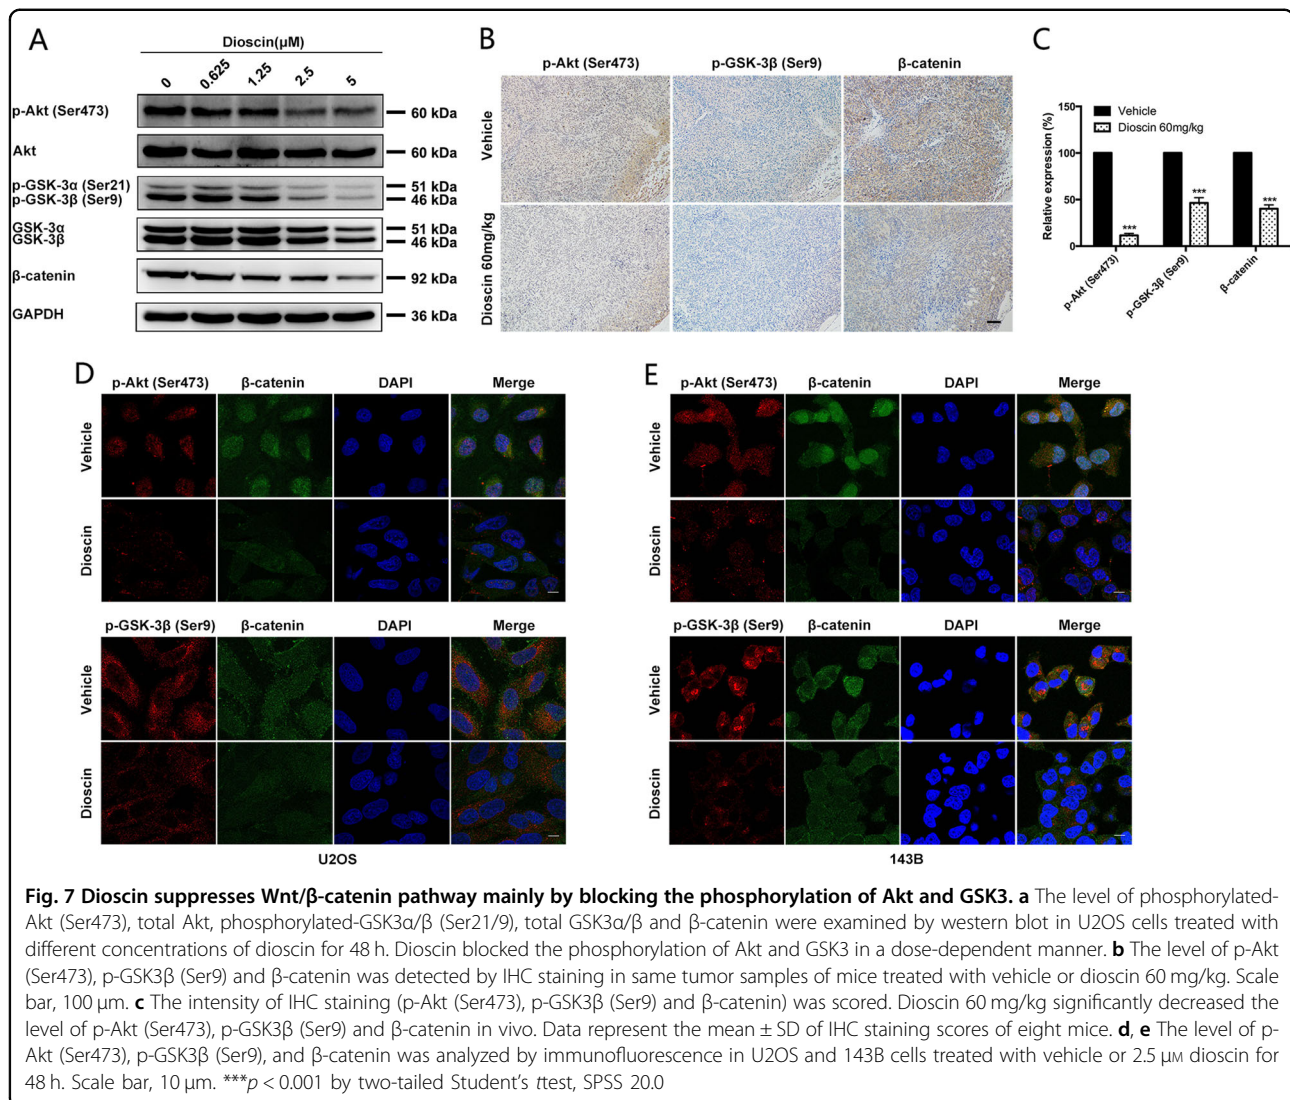 A
Dioscin(μM)
0 0.625 1.25 2.5 5
p-Akt (Ser473) 60 kDa
Akt 60 kDa
p-GSK-3α (Ser21) 51 kDa
p-GSK-3β (Ser9) 46 kDa
GSK-3α 51 kDa
GSK-3β 46 kDa
β-catenin 92 kDa
GAPDH 36 kDa
B
p-Akt (Ser473) p-GSK-3β (Ser9) β-catenin
Vehicle
Dioscin 60mg/kg
C
Relative expression (%)
150
100
50
0
Vehicle
Dioscin 60mg/kg
*** *** ***
p-Akt (Ser473) p-GSK-3β (Ser9) β-catenin
D
p-Akt (Ser473) β-catenin DAPI Merge
Vehicle
Dioscin
p-GSK-3β (Ser9) β-catenin DAPI Merge
Vehicle
Dioscin
U2OS
E
p-Akt (Ser473) β-catenin DAPI Merge
Vehicle
Dioscin
p-GSK-3β (Ser9) β-catenin DAPI Merge
Vehicle
Dioscin
143B
Fig. 7 Dioscin suppresses Wnt/β-catenin pathway mainly by blocking the phosphorylation of Akt and GSK3. a The level of phosphorylated-
Akt (Ser473), total Akt, phosphorylated-GSK3α/β (Ser21/9), total GSK3α/β and β-catenin were examined by western blot in U2OS cells treated with
different concentrations of dioscin for 48 h. Dioscin blocked the phosphorylation of Akt and GSK3 in a dose-dependent manner. b The level of p-Akt
(Ser473), p-GSK3β (Ser9) and β-catenin was detected by IHC staining in same tumor samples of mice treated with vehicle or dioscin 60 mg/kg. Scale
bar, 100 μm. c The intensity of IHC staining (p-Akt (Ser473), p-GSK3β (Ser9) and β-catenin) was scored. Dioscin 60 mg/kg significantly decreased the
level of p-Akt (Ser473), p-GSK3β (Ser9) and β-catenin in vivo. Data represent the mean ± SD of IHC staining scores of eight mice. d, e The level of p-
Akt (Ser473), p-GSK3β (Ser9), and β-catenin was analyzed by immunofluorescence in U2OS and 143B cells treated with vehicle or 2.5 μM dioscin for
48 h. Scale bar, 10 μm. ***p < 0.001 by two-tailed Student's ttest, SPSS 20.0